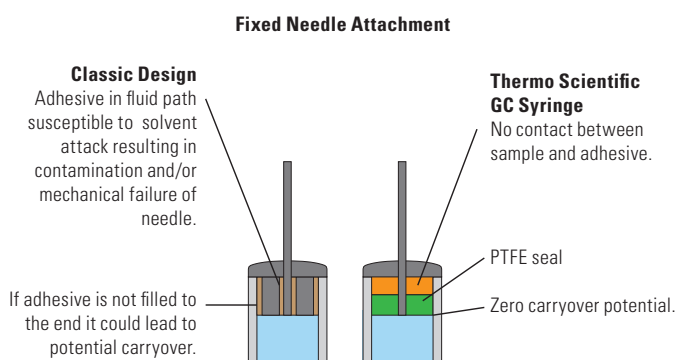 Fixed Needle Attachment
Classic Design
Adhesive in fluid path
susceptible to solvent
attack resulting in
contamination and/or
mechanical failure of
needle.
If adhesive is not filled to
the end it could lead to
potential carryover.
Thermo Scientific
GC Syringe
No contact between
sample and adhesive.
PTFE seal
Zero carryover potential.